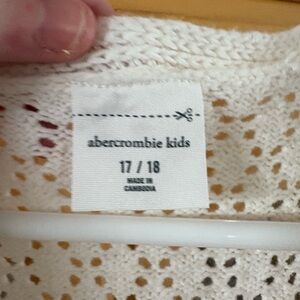 abercrombie kids
17 / 18
MADE IN
CAMBODIA